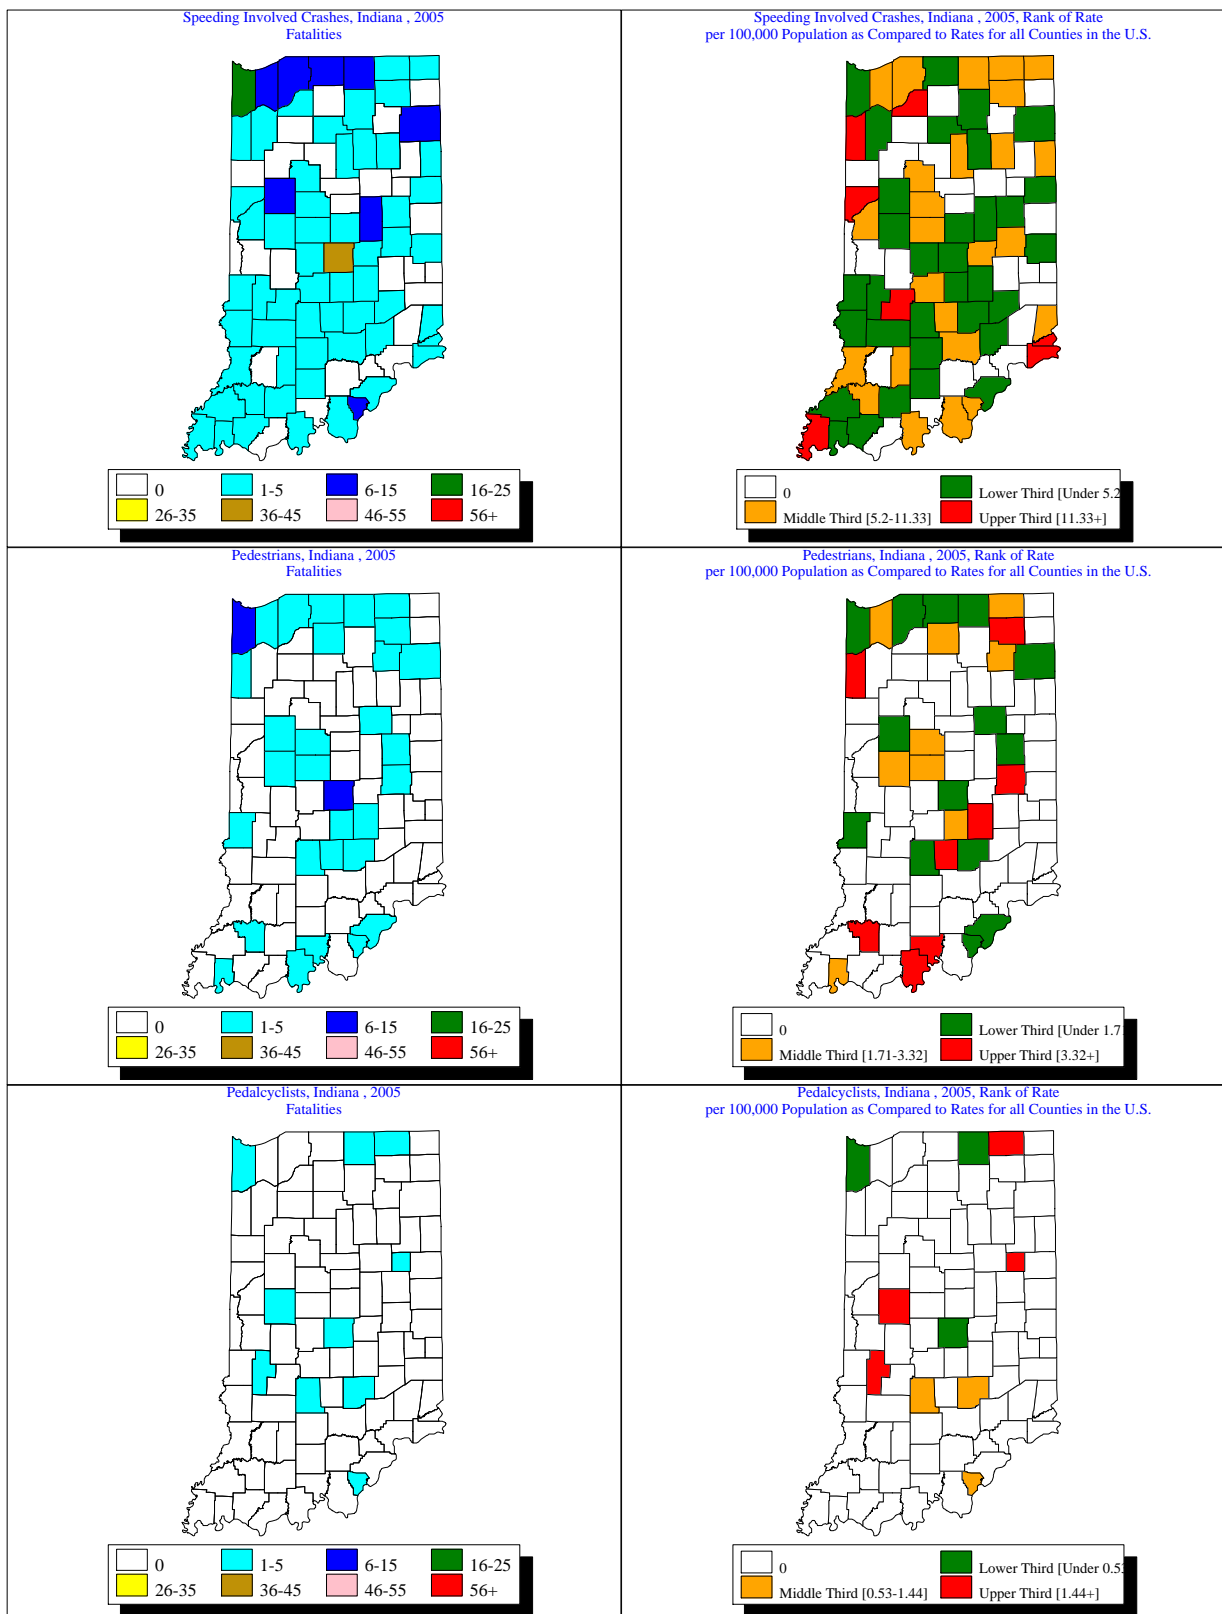 Speeding Involved Crashes, Indiana , 2005
Fatalities
0
1-5
6-15
16-25
26-35
36-45
46-55
56+
Speeding Involved Crashes, Indiana , 2005, Rank of Rate
per 100,000 Population as Compared to Rates for all Counties in the U.S.
0
Lower Third [Under 5.2
Middle Third [5.2-11.33]
Upper Third [11.33+]
Pedestrians, Indiana , 2005
Fatalities
0
1-5
6-15
16-25
26-35
36-45
46-55
56+
Pedestrians, Indiana , 2005, Rank of Rate
per 100,000 Population as Compared to Rates for all Counties in the U.S.
0
Lower Third [Under 1.7
Middle Third [1.71-3.32]
Upper Third [3.32+]
Pedalcyclists, Indiana , 2005
Fatalities
0
1-5
6-15
16-25
26-35
36-45
46-55
56+
Pedalcyclists, Indiana , 2005, Rank of Rate
per 100,000 Population as Compared to Rates for all Counties in the U.S.
0
Lower Third [Under 0.53
Middle Third [0.53-1.44]
Upper Third [1.44+]